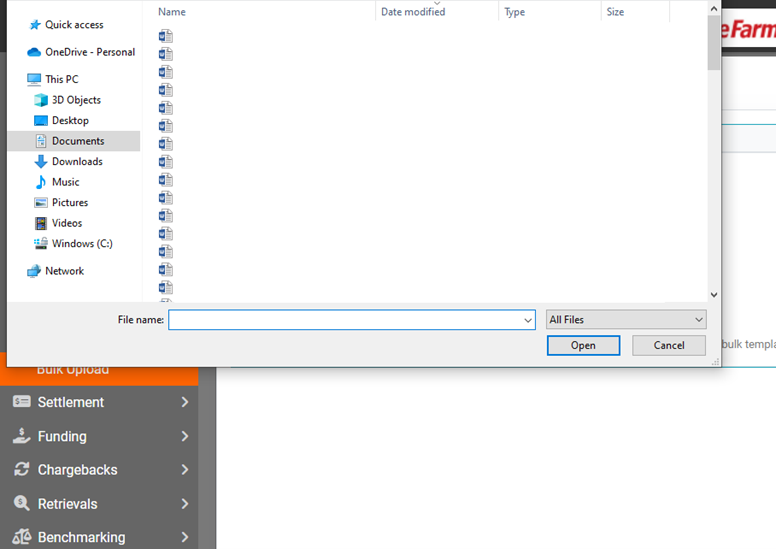 Name Date modified Type Size
Quick access
OneDrive - Personal
This PC
3D Objects
Desktop
Documents
Downloads
Music
Pictures
Videos
Windows (C:)
Network
eFarm
File name: All Files
Open Cancel
bulk templa
Bulk Upload
Settlement
Funding
Chargebacks
Retrievals
Benchmarking